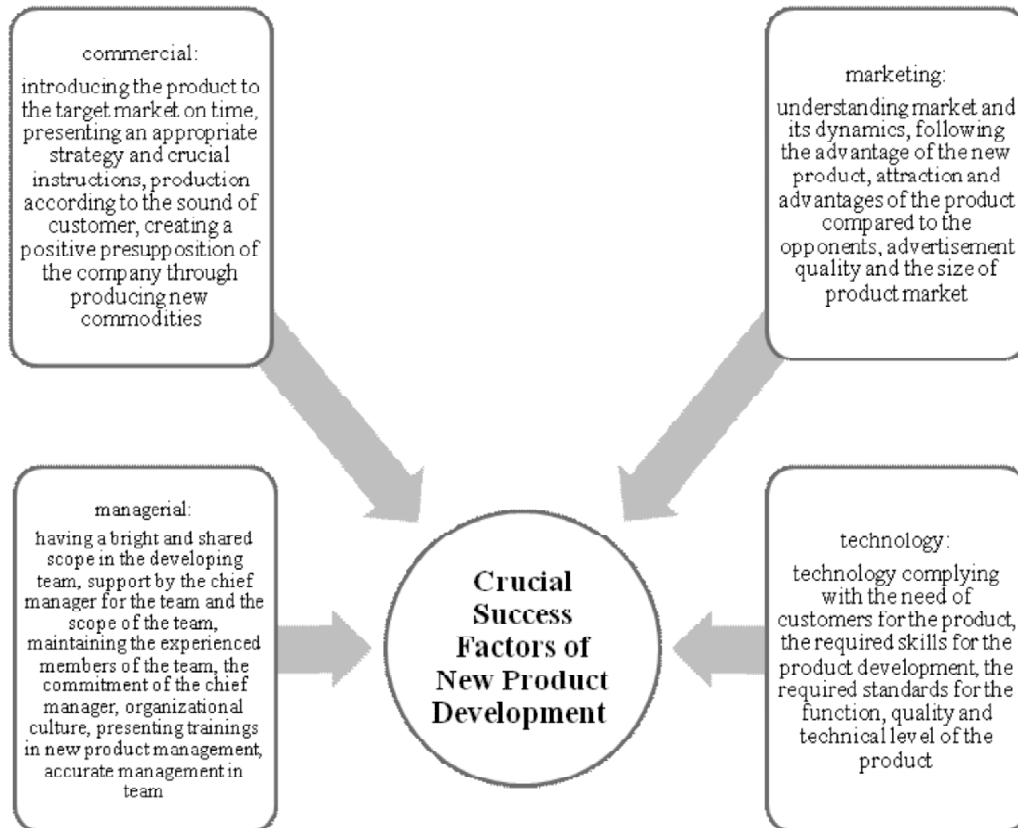 commercial:
introducing the product to
the target market on time,
presenting an appropriate
strategy and crucial
instructions, production
according to the sound of
customer, creating a
positive presupposition of
the company through
producing new
commodities
marketing:
understanding market and
its dynamics, following
the advantage of the new
product, attraction and
advantages of the product
compared to the
opponents, advertisement
quality and the size of
product market
managerial:
having a bright and shared
scope in the developing
team, support by the chief
manager for the team and the
scope of the team,
maintaining the experienced
members of the team, the
commitment of the chief
manager, organizational
culture, presenting trainings
in new product management,
accurate management in
team
Crucial
Success
Factors of
New Product
Development
technology:
technology complying
with the need of
customers for the product,
the required skills for the
product development, the
required standards for the
function, quality and
technical level of the
product